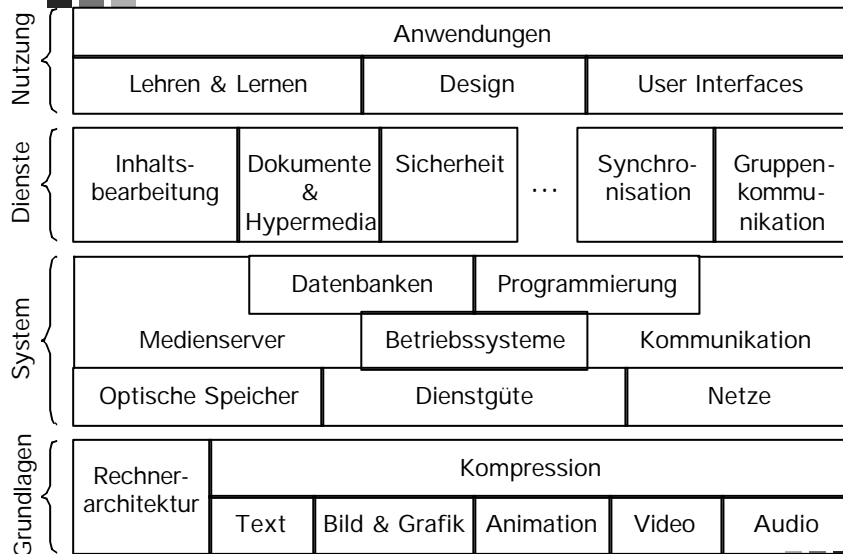 Nutzung
Anwendungen
Lehren & Lernen
Design
User Interfaces
Dienste
Inhalts-
bearbeitung
Dokumente
&
Hypermedia
Sicherheit
...
Synchro-
nisation
Gruppen-
kommu-
nikation
System
Datenbanken
Programmierung
Medienserver
Betriebssysteme
Kommunikation
Optische Speicher
Dienstgüte
Netze
Grundlagen
Rechner-
architektur
Kompression
Text
Bild & Grafik
Animation
Video
Audio